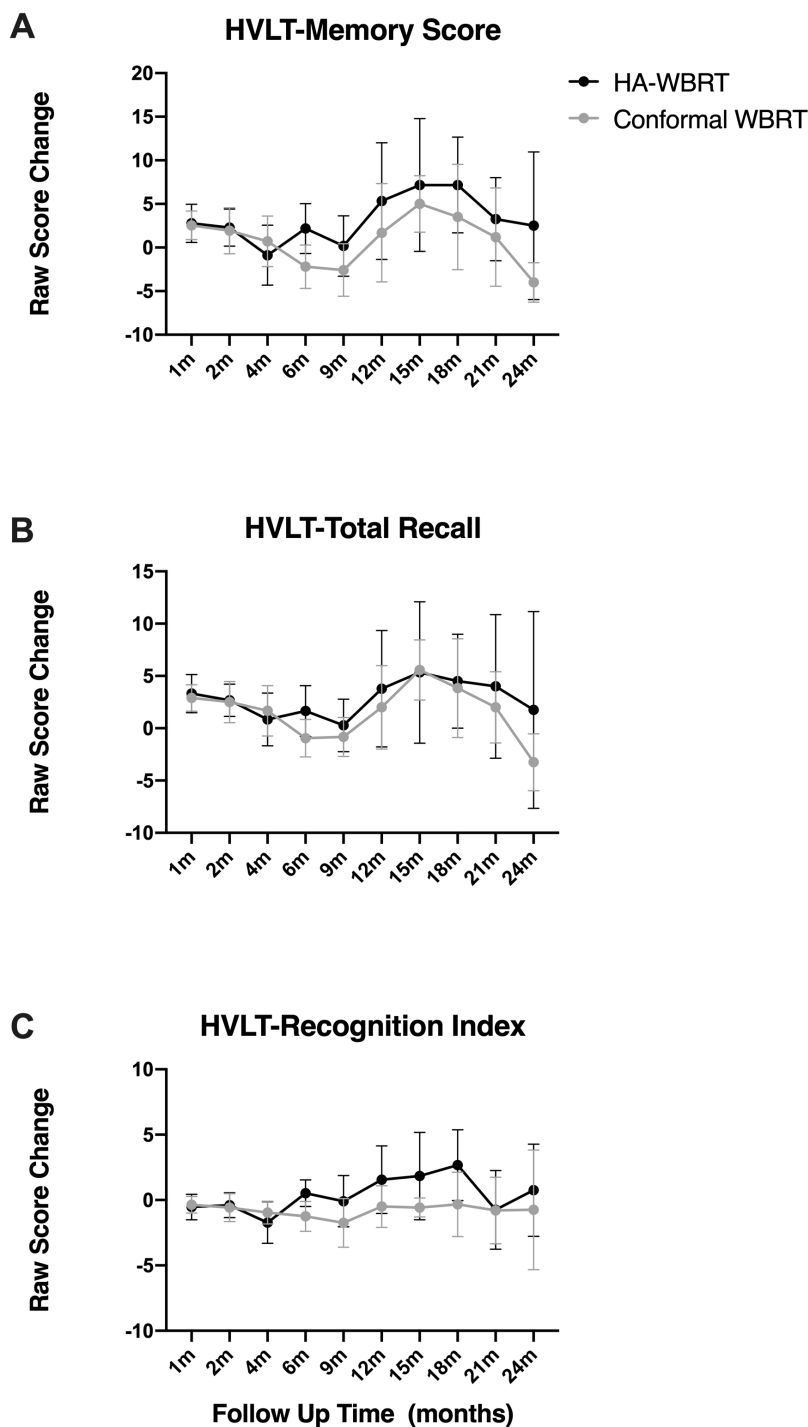 A
HVLT-Memory Score
HA-WBRT
Conformal WBRT
Raw Score Change
20
15
10
5
0
-5
-10
1m
2m
4m
6m
9m
12m
15m
18m
21m
24m
B
HVLT-Total Recall
Raw Score Change
15
10
5
0
-5
-10
1m
2m
4m
6m
9m
12m
15m
18m
21m
24m
C
HVLT-Recognition Index
Raw Score Change
10
5
0
-5
-10
1m
2m
4m
6m
9m
12m
15m
18m
21m
24m
Follow Up Time (months)